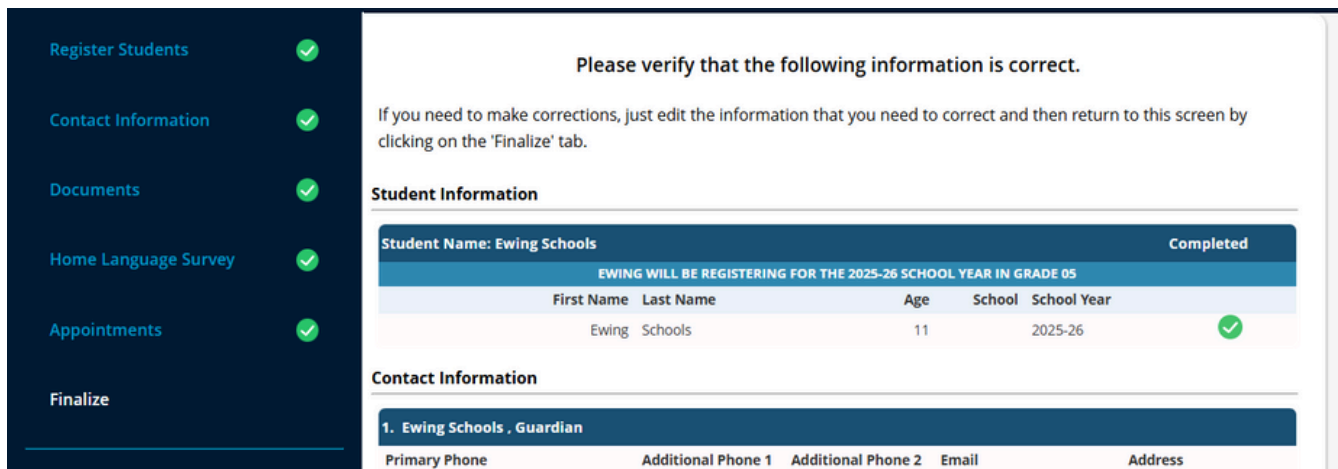 Register Students
Contact Information
Documents
Home Language Survey
Appointments
Finalize
Please verify that the following information is correct.
If you need to make corrections, just edit the information that you need to correct and then return to this screen by
clicking on the 'Finalize' tab.
Student Information
Student Name: Ewing Schools Completed
EWING WILL BE REGISTERING FOR THE 2025-26 SCHOOL YEAR IN GRADE 05
First Name Last Name Age School School Year
Ewing Schools 11 2025-26
Contact Information
1. Ewing Schools , Guardian
Primary Phone Additional Phone 1 Additional Phone 2 Email Address